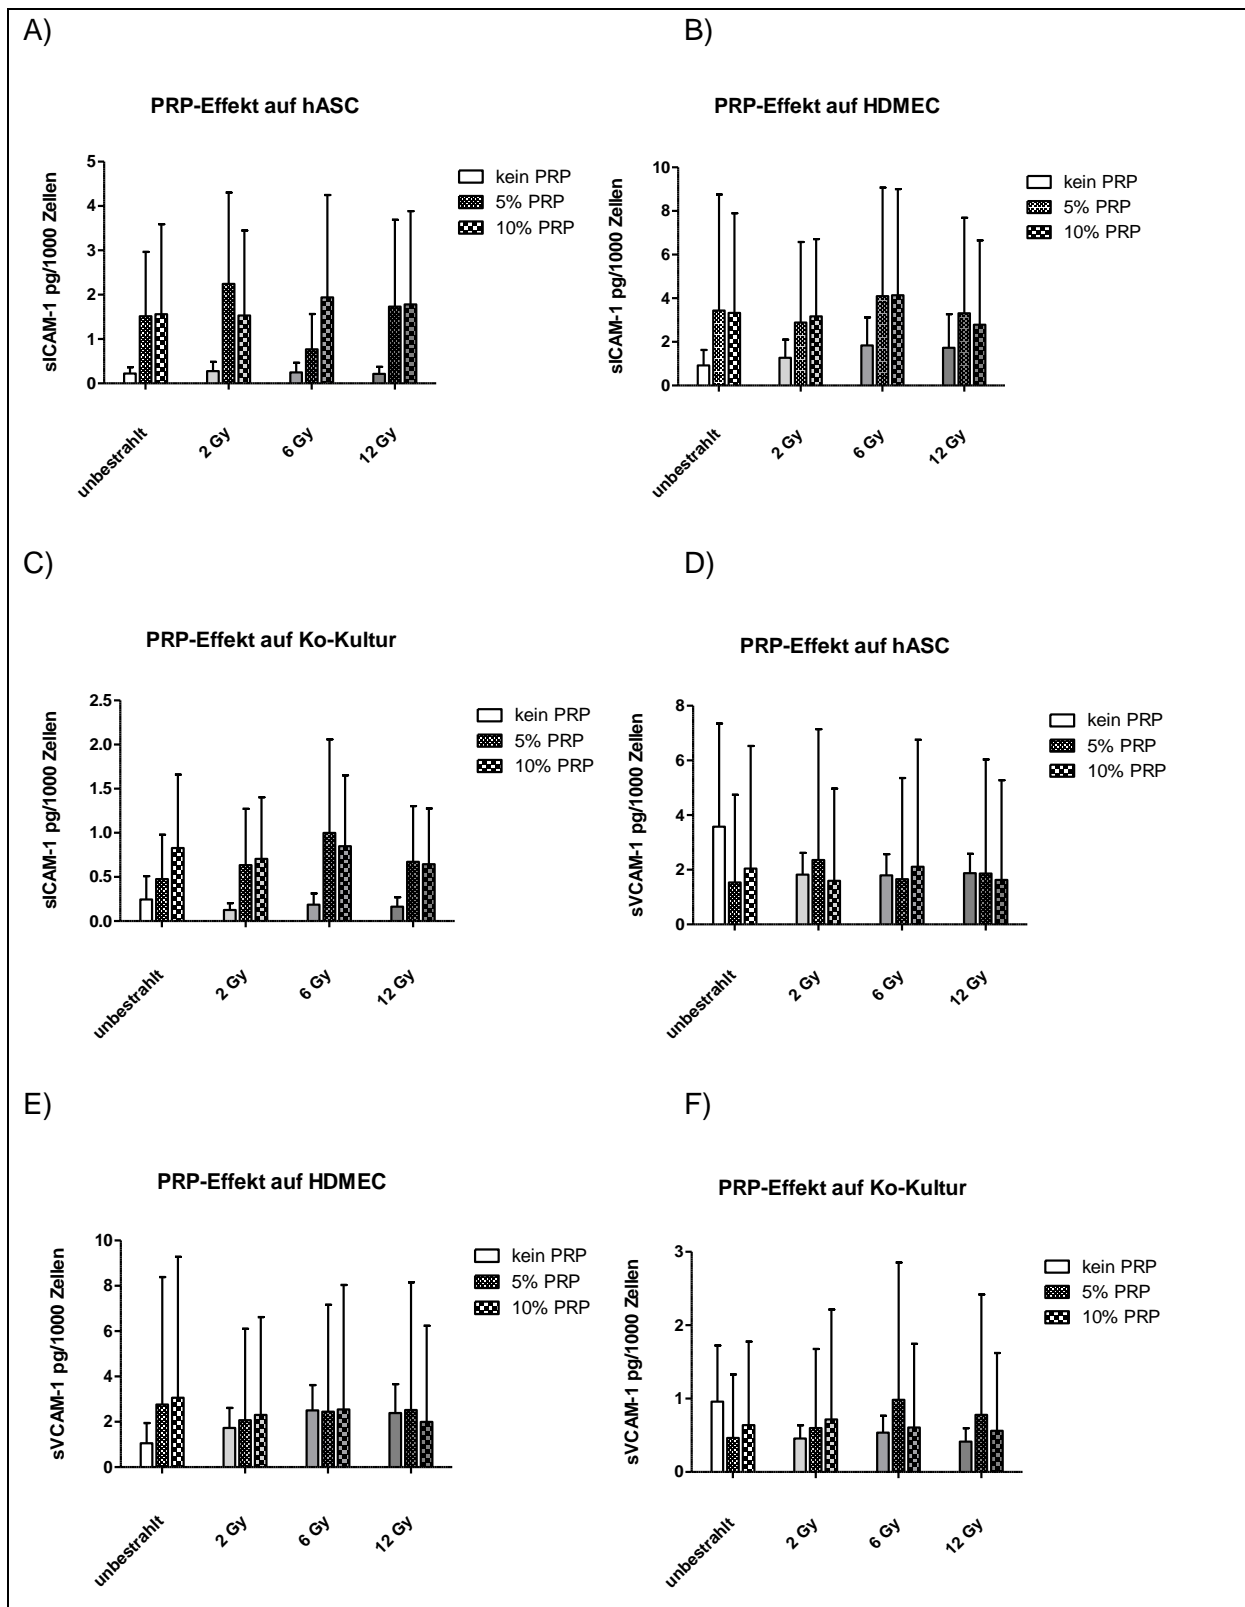 A)
PRP-Effekt auf hASC
sICAM-1 pg/1000 Zellen
5
4
3
2
1
0
unbestrahlt
2 Gy
6 Gy
12 Gy
kein PRP
5% PRP
10% PRP
B)
PRP-Effekt auf HDMEC
sICAM-1 pg/1000 Zellen
10
8
6
4
2
0
unbestrahlt
2 Gy
6 Gy
12 Gy
kein PRP
5% PRP
10% PRP
C)
PRP-Effekt auf Ko-Kultur
sICAM-1 pg/1000 Zellen
2.5
2.0
1.5
1.0
0.5
0.0
unbestrahlt
2 Gy
6 Gy
12 Gy
kein PRP
5% PRP
10% PRP
D)
PRP-Effekt auf hASC
sVCAM-1 pg/1000 Zellen
8
6
4
2
0
unbestrahlt
2 Gy
6 Gy
12 Gy
kein PRP
5% PRP
10% PRP
E)
PRP-Effekt auf HDMEC
sVCAM-1 pg/1000 Zellen
10
8
6
4
2
0
unbestrahlt
2 Gy
6 Gy
12 Gy
kein PRP
5% PRP
10% PRP
F)
PRP-Effekt auf Ko-Kultur
sVCAM-1 pg/1000 Zellen
3
2
1
0
unbestrahlt
2 Gy
6 Gy
12 Gy
kein PRP
5% PRP
10% PRP